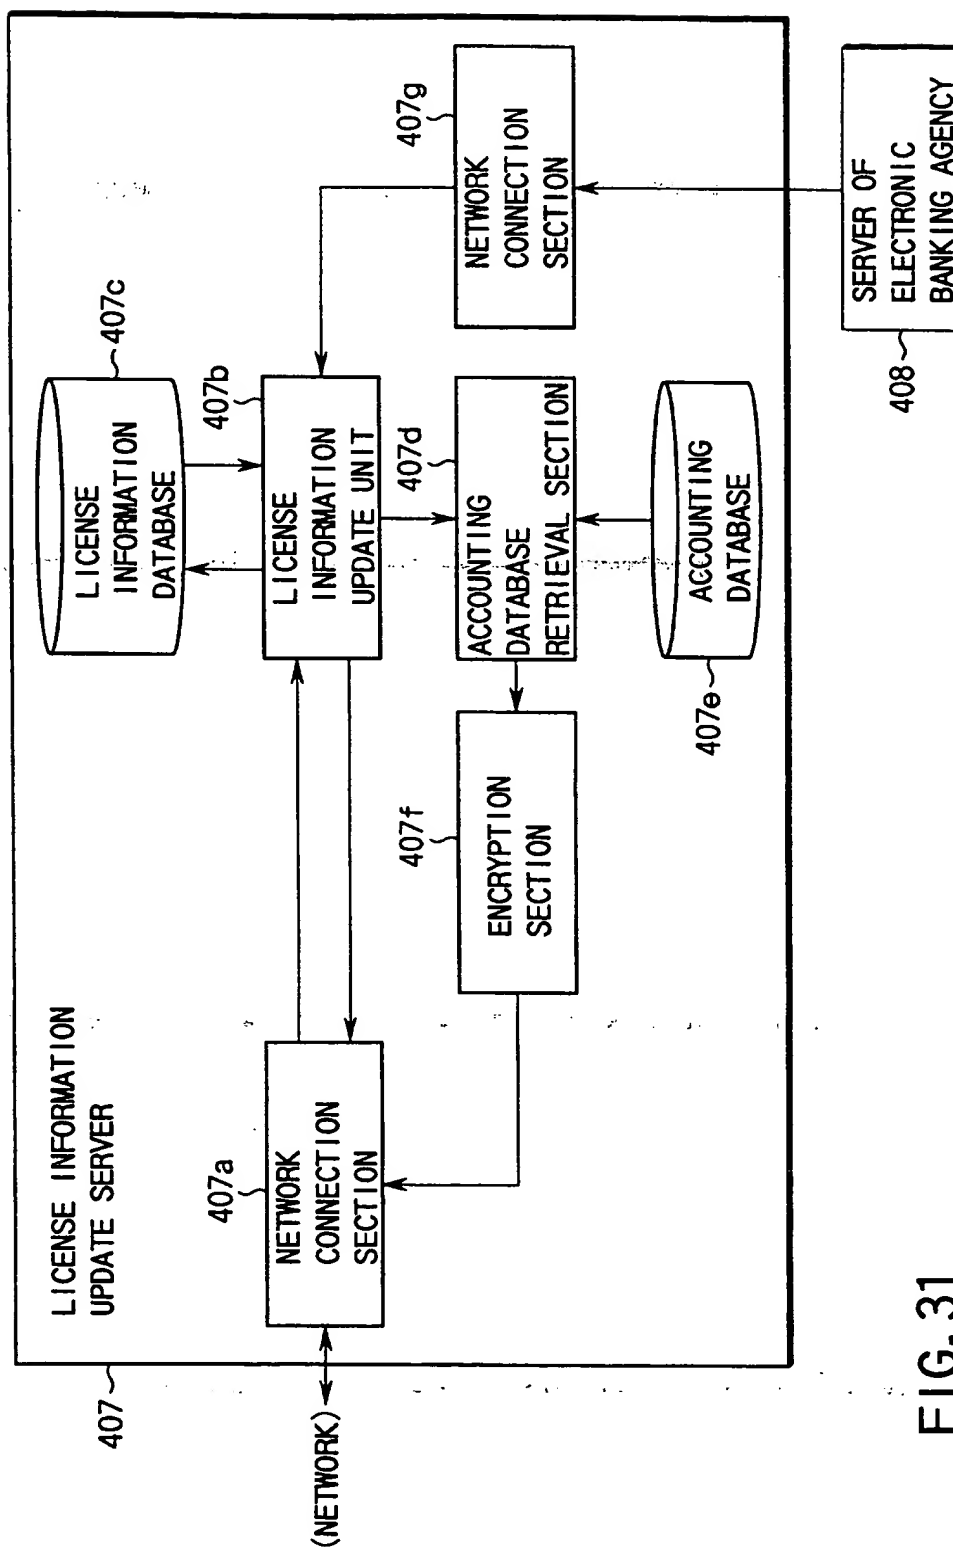 LICENSE INFORMATION
UPDATE SERVER
407
(NETWORK)
407a
NETWORK
CONNECTION
SECTION
407c
LICENSE
INFORMATION
DATABASE
407b
LICENSE
INFORMATION
UPDATE UNIT
407g
NETWORK
CONNECTION
SECTION
407d
ACCOUNTING
DATABASE
RETRIEVAL SECTION
407f
ENCRYPTION
SECTION
407e
ACCOUNTING
DATABASE
408
SERVER OF
ELECTRONIC
BANKING AGENCY
FIG. 31